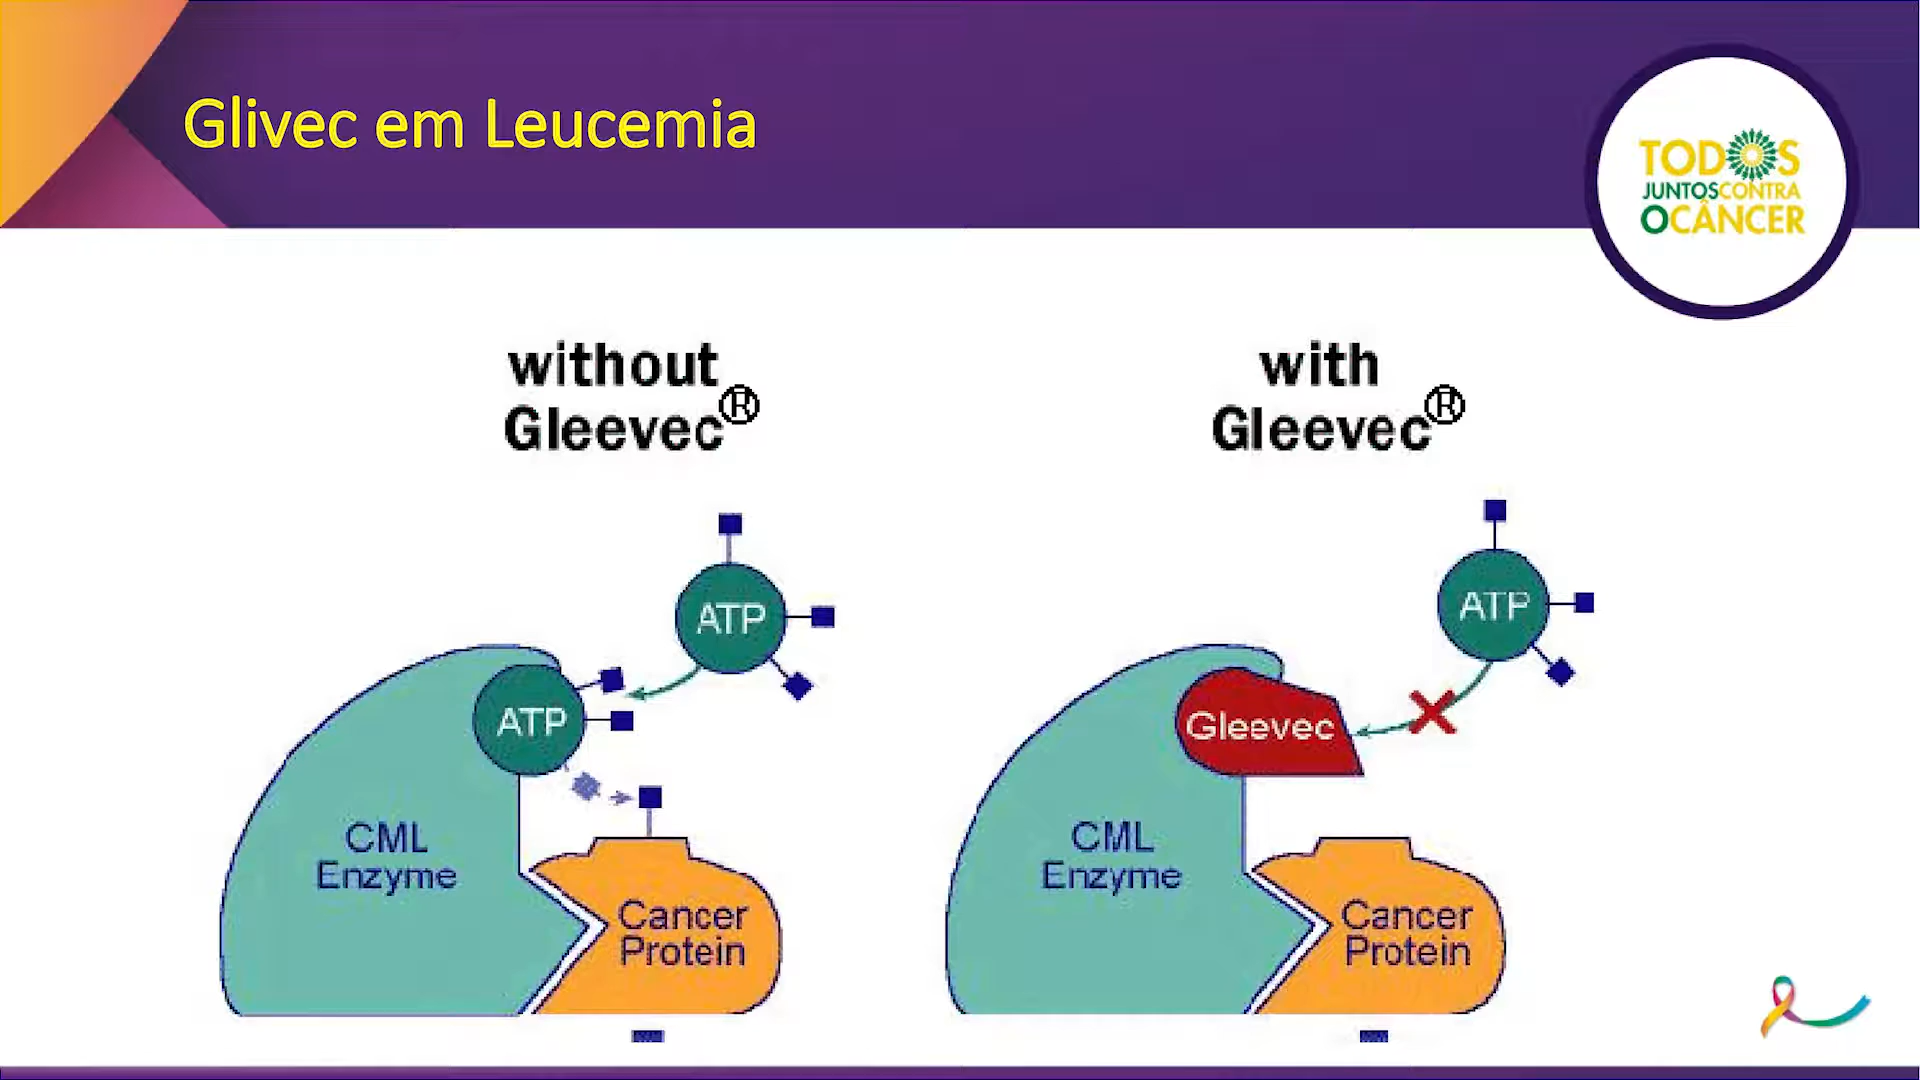 Glivec em Leucemia
TODOS
JUNTOSCONTRA
OCÂNCER
without
Gleevec®
with
Gleevec®
ATP
ATP
CML
Enzyme
Cancer
Protein
ATP
Gleevec
CML
Enzyme
Cancer
Protein